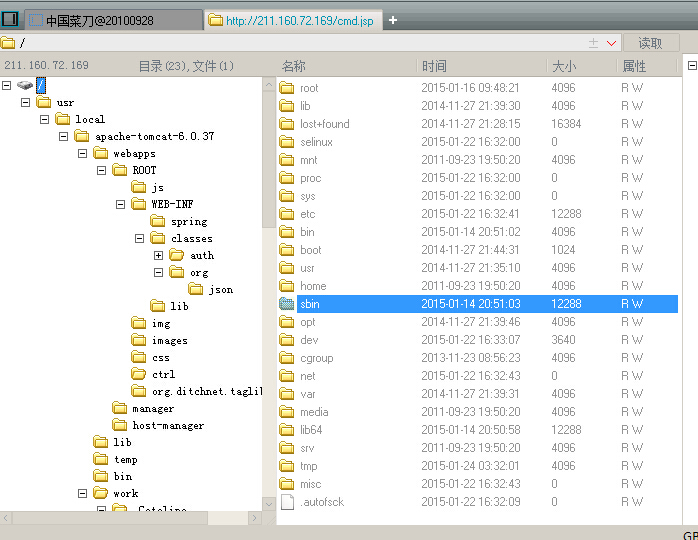 中国菜刀@20100928 http://211.160.72.169/cmd.jsp +
/ 读取
211.160.72.169 目录(23),文件(1) 名称 时间 大小 属性
/
usr
local
apache-tomcat-6.0.37
webapps
ROOT
js
WEB-INF
spring
classes
auth
org
json
lib
img
images
css
ctrl
org.ditchnet.taglib
manager
host-manager
lib
temp
bin
work
Catalina
root 2015-01-16 09:48:21 4096 R W
lib 2014-11-27 21:39:30 4096 R W
lost+found 2014-11-27 21:28:15 16384 R W
selinux 2015-01-22 16:32:00 0 R W
mnt 2011-09-23 19:50:20 4096 R W
proc 2015-01-22 16:32:00 0 R W
sys 2015-01-22 16:32:00 0 R W
etc 2015-01-22 16:32:41 12288 R W
bin 2015-01-14 20:51:02 4096 R W
boot 2014-11-27 21:44:31 1024 R W
usr 2014-11-27 21:35:10 4096 R W
home 2011-09-23 19:50:20 4096 R W
sbin 2015-01-14 20:51:03 12288 R W
opt 2014-11-27 21:39:46 4096 R W
dev 2015-01-22 16:33:07 3640 R W
cgroup 2013-11-23 08:56:23 4096 R W
net 2015-01-22 16:32:43 0 R W
var 2014-11-27 21:39:31 4096 R W
media 2011-09-23 19:50:20 4096 R W
lib64 2015-01-14 20:50:58 12288 R W
srv 2011-09-23 19:50:20 4096 R W
tmp 2015-01-24 03:32:01 4096 R W
misc 2015-01-22 16:32:43 0 R W
.autofsck 2015-01-22 16:32:09 0 R W